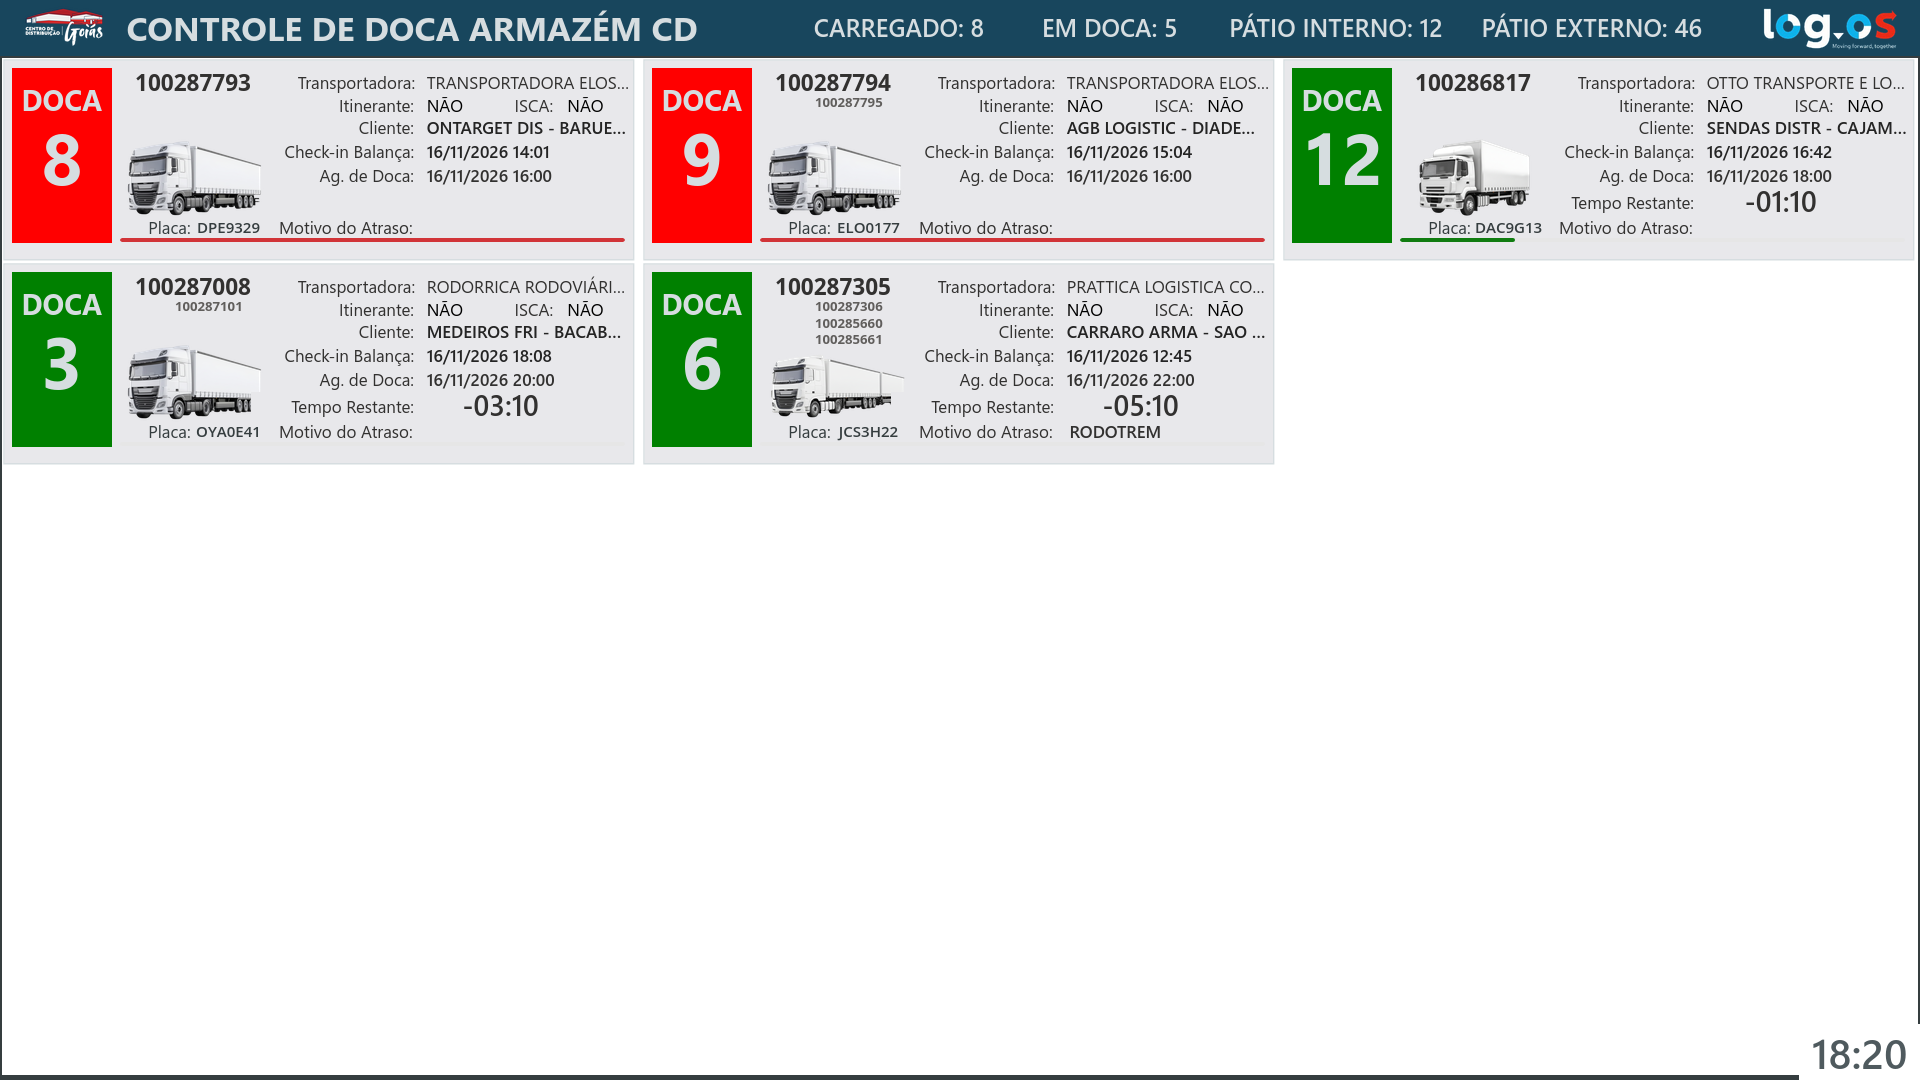 CENTRO DE DISTRIBUIÇÃO Goiás
CONTROLE DE DOCA ARMAZÉM CD
CARREGADO: 8
EM DOCA: 5
PÁTIO INTERNO: 12
PÁTIO EXTERNO: 46
log.os
Moving forward, together
DOCA
8
100287793
Transportadora: TRANSPORTADORA ELOS...
Itinerante: NÃO ISCA: NÃO
Cliente: ONTARGET DIS - BARUE...
Check-in Balança: 16/11/2026 14:01
Ag. de Doca: 16/11/2026 16:00
Placa: DPE9329 Motivo do Atraso:
DOCA
9
100287794
100287795
Transportadora: TRANSPORTADORA ELOS...
Itinerante: NÃO ISCA: NÃO
Cliente: AGB LOGISTIC - DIADE...
Check-in Balança: 16/11/2026 15:04
Ag. de Doca: 16/11/2026 16:00
Placa: ELO0177 Motivo do Atraso:
DOCA
12
100286817
Transportadora: OTTO TRANSPORTE E LO...
Itinerante: NÃO ISCA: NÃO
Cliente: SENDAS DISTR - CAJAM...
Check-in Balança: 16/11/2026 16:42
Ag. de Doca: 16/11/2026 18:00
Tempo Restante: -01:10
Placa: DAC9G13 Motivo do Atraso:
DOCA
3
100287008
100287101
Transportadora: RODORRICA RODOVIÁRI...
Itinerante: NÃO ISCA: NÃO
Cliente: MEDEIROS FRI - BACAB...
Check-in Balança: 16/11/2026 18:08
Ag. de Doca: 16/11/2026 20:00
Tempo Restante: -03:10
Placa: OYA0E41 Motivo do Atraso:
DOCA
6
100287305
100287306
100285660
100285661
Transportadora: PRATTICA LOGISTICA CO...
Itinerante: NÃO ISCA: NÃO
Cliente: CARRARO ARMA - SAO ...
Check-in Balança: 16/11/2026 12:45
Ag. de Doca: 16/11/2026 22:00
Tempo Restante: -05:10
Placa: JCS3H22 Motivo do Atraso: RODOTREM
18:20